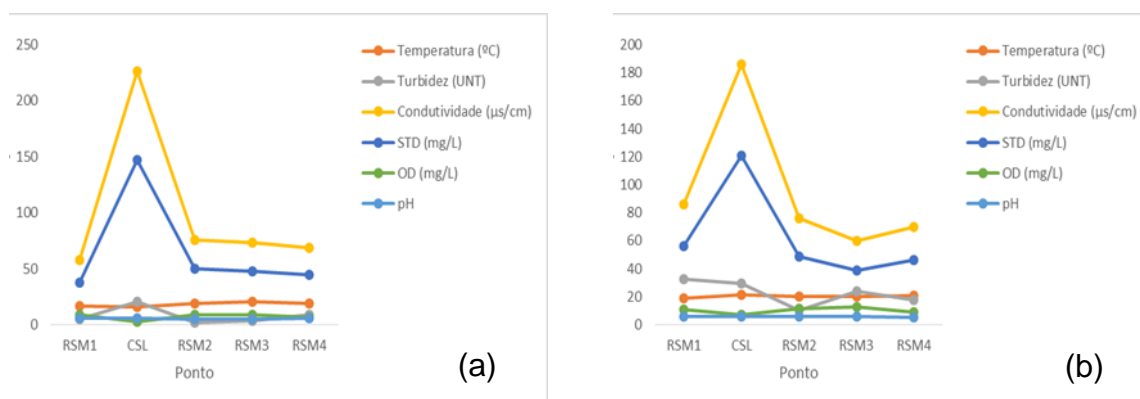 250
200
150
100
50
0
RSM1 CSL RSM2 RSM3 RSM4
Ponto
Temperatura (ºC)
Turbidez (UNT)
Condutividade (µs/cm)
STD (mg/L)
OD (mg/L)
pH
(a)
200
180
160
140
120
100
80
60
40
20
0
RSM1 CSL RSM2 RSM3 RSM4
Ponto
Temperatura (ºC)
Turbidez (UNT)
Condutividade (µs/cm)
STD (mg/L)
OD (mg/L)
pH
(b)